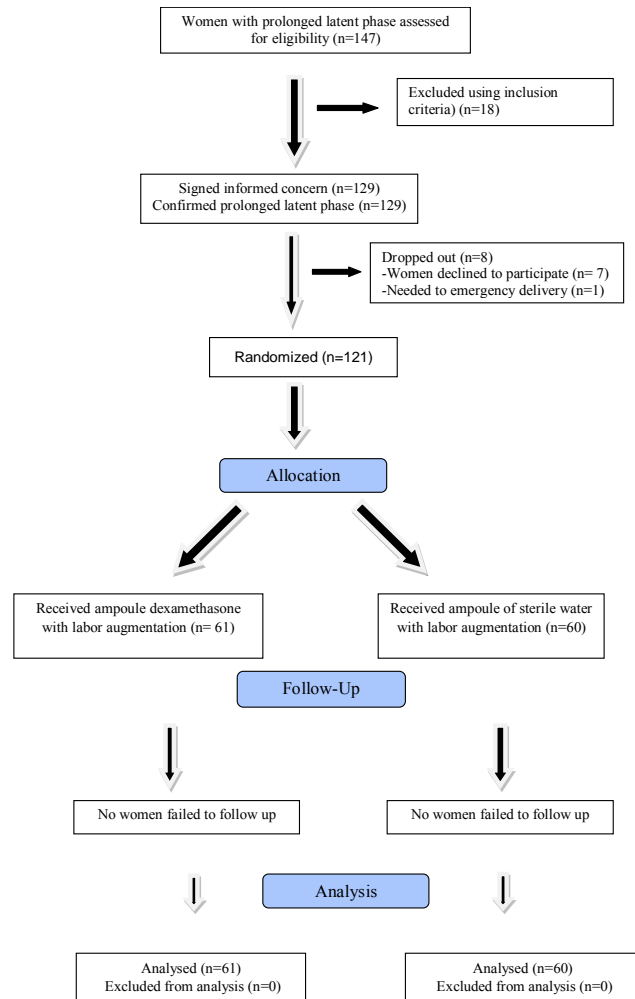 Women with prolonged latent phase assessed
for eligibility (n=147)
Excluded using inclusion
criteria) (n=18)
Signed informed concern (n=129)
Confirmed prolonged latent phase (n=129)
Dropped out (n=8)
-Women declined to participate (n= 7)
-Needed to emergency delivery (n=1)
Randomized (n=121)
Allocation
Received ampoule dexamethasone
with labor augmentation (n= 61)
Received ampoule of sterile water
with labor augmentation (n=60)
Follow-Up
No women failed to follow up
No women failed to follow up
Analysis
Analysed (n=61)
Excluded from analysis (n=0)
Analysed (n=60)
Excluded from analysis (n=0)